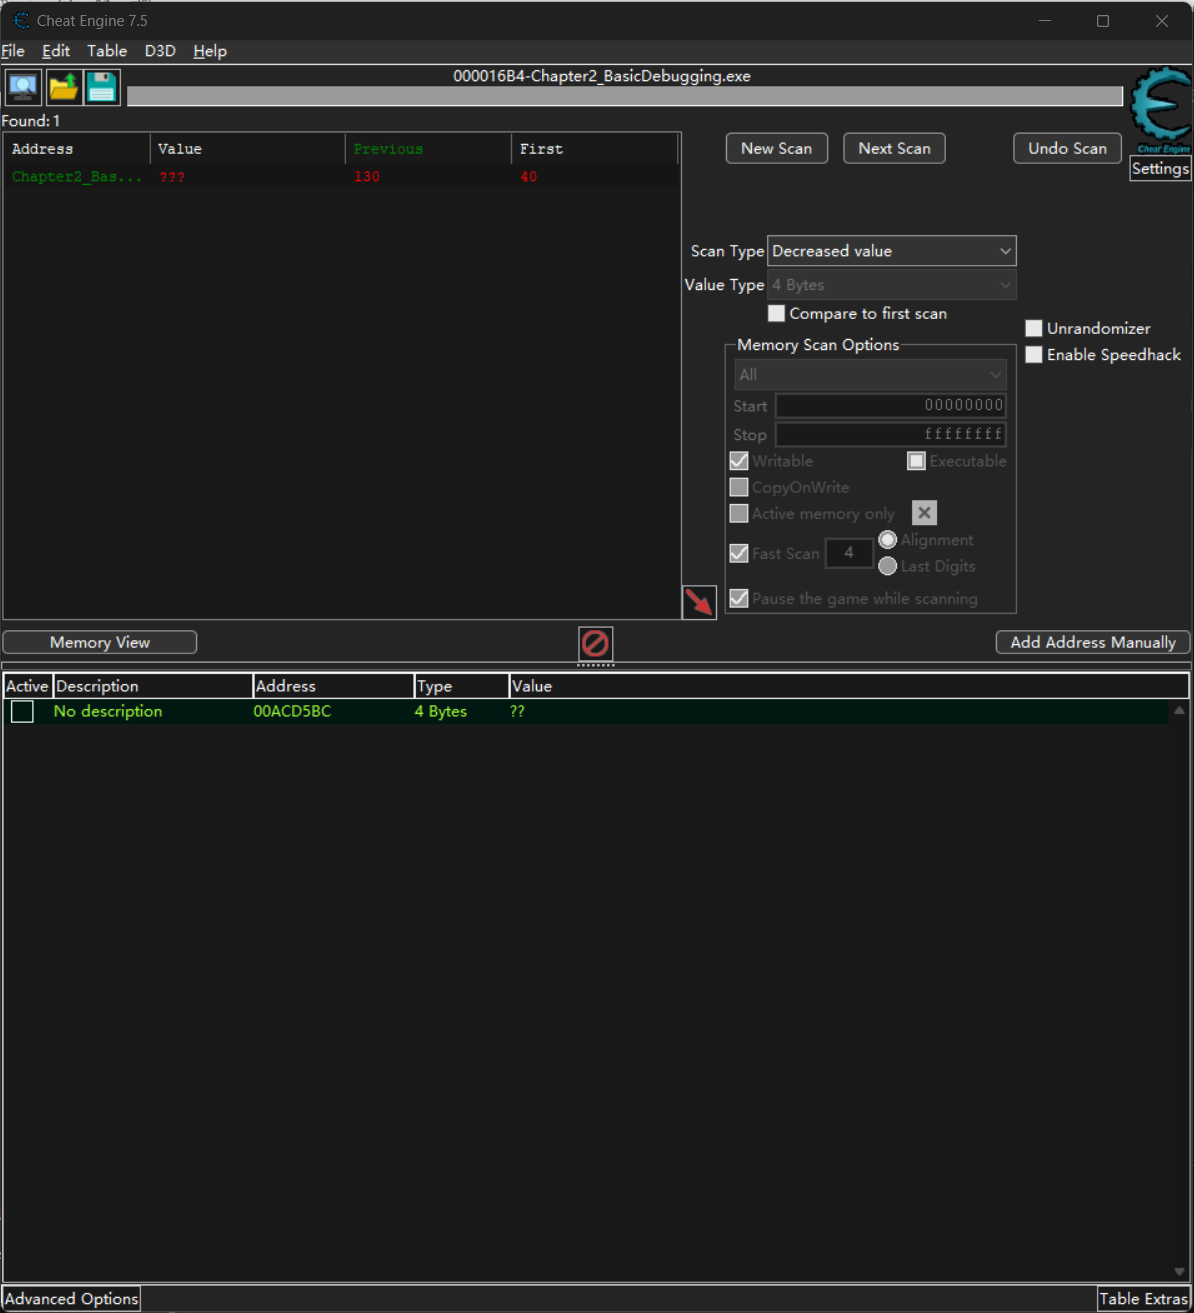 Cheat Engine 7.5
File Edit Table D3D Help
000016B4-Chapter2_BasicDebugging.exe
Cheat Engine
Settings
Found: 1
Address Value Previous First
Chapter2_Bas... ??? 130 40
New Scan Next Scan Undo Scan
Scan Type Decreased value
Value Type 4 Bytes
Compare to first scan
Unrandomizer
Enable Speedhack
Memory Scan Options
All
Start 00000000
Stop ffffffff
Writable Executable
CopyOnWrite
Active memory only
Fast Scan 4 Alignment
Last Digits
Pause the game while scanning
Memory View Add Address Manually
Active Description Address Type Value
No description 00ACD5BC 4 Bytes ??
Advanced Options Table Extras